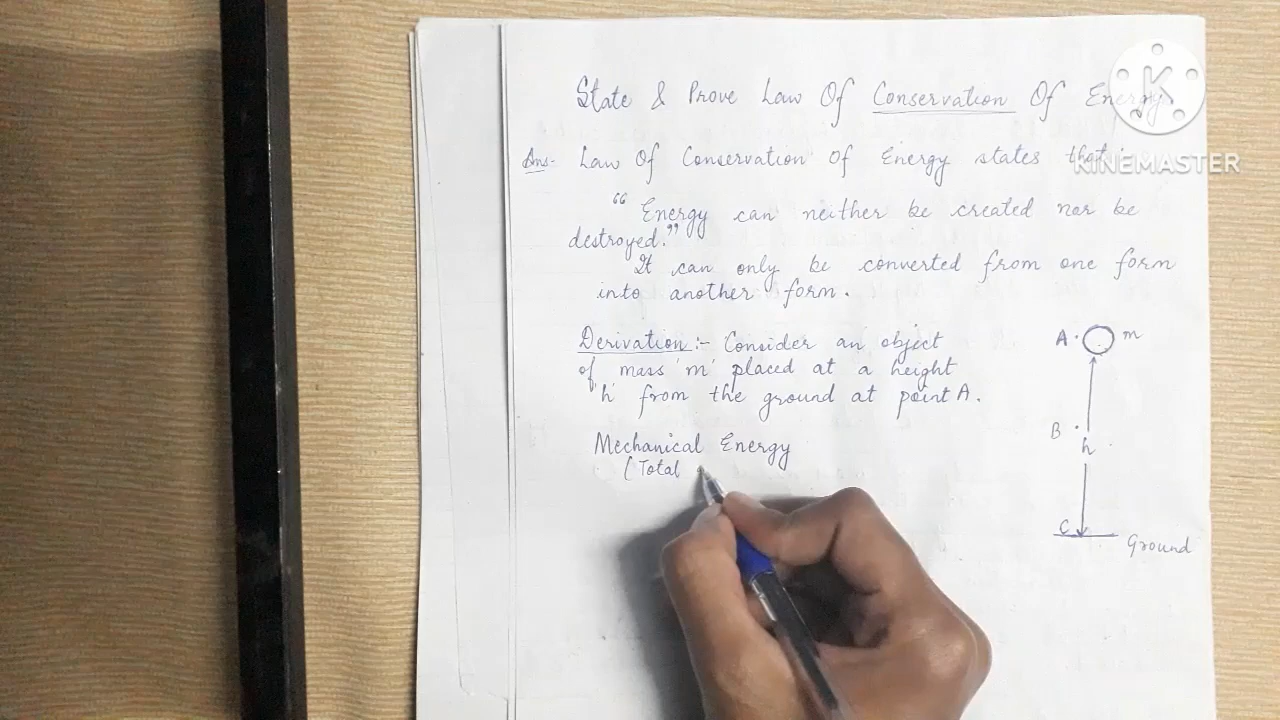 State & Prove Law Of Conservation Of Energy
Ans- Law Of Conservation Of Energy states that :
“ Energy can neither be created nor be
destroyed.”
It can only be converted from one form
into another form.
Derivation :- Consider an object
of mass 'm' placed at a height
'h' from the ground at point A.
Mechanical Energy
(Total
A
m
B
h
C
Ground
K
KINEMASTER